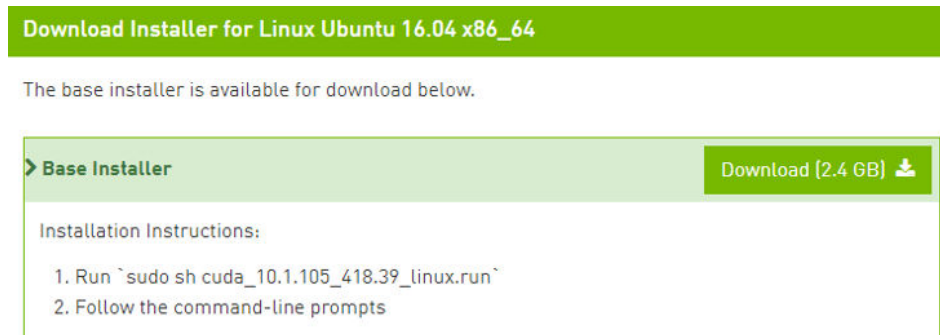 Download Installer for Linux Ubuntu 16.04 x86_64
The base installer is available for download below.
Base Installer
Download (2.4 GB)
Installation Instructions:
1. Run `sudo sh cuda_10.1.105_418.39_linux.run`
2. Follow the command-line prompts